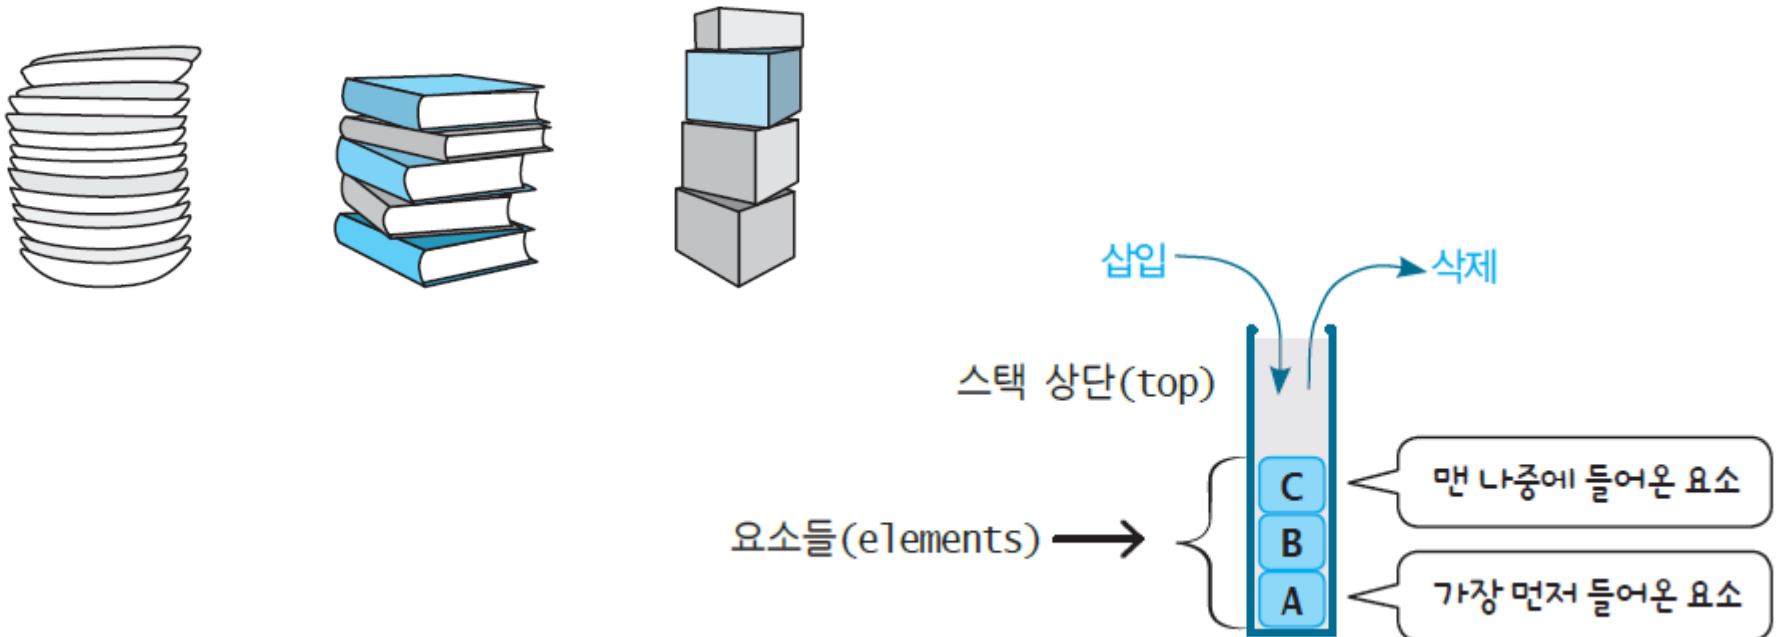 삽입
삭제
스택 상단(top)
C
맨 나중에 들어온 요소
요소들(elements)
B
A
가장 먼저 들어온 요소